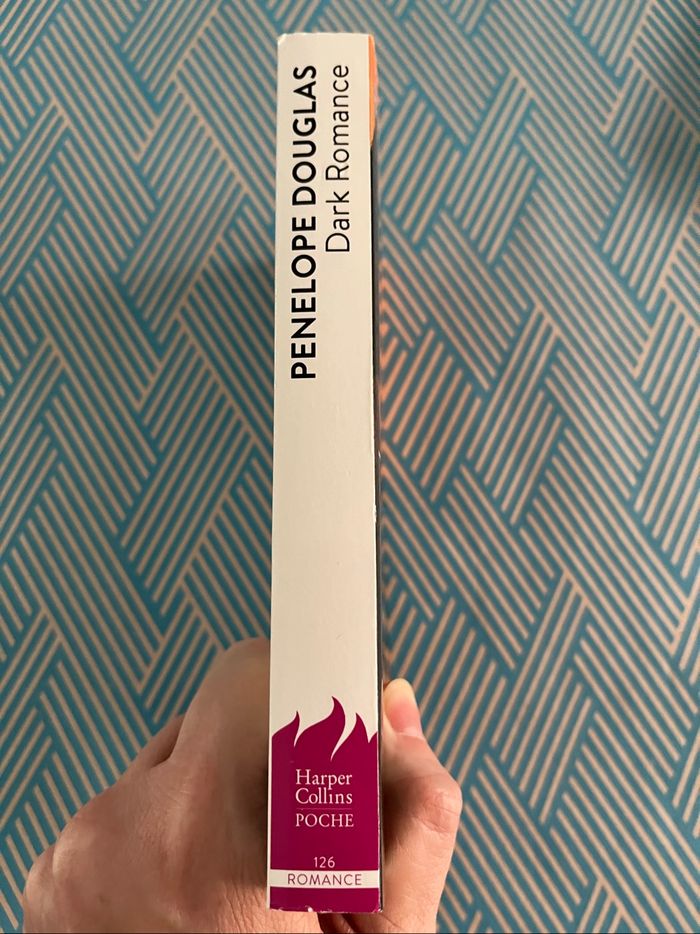 PENELOPE DOUGLAS
Dark Romance
Harper
Collins
POCHE
126
ROMANCE